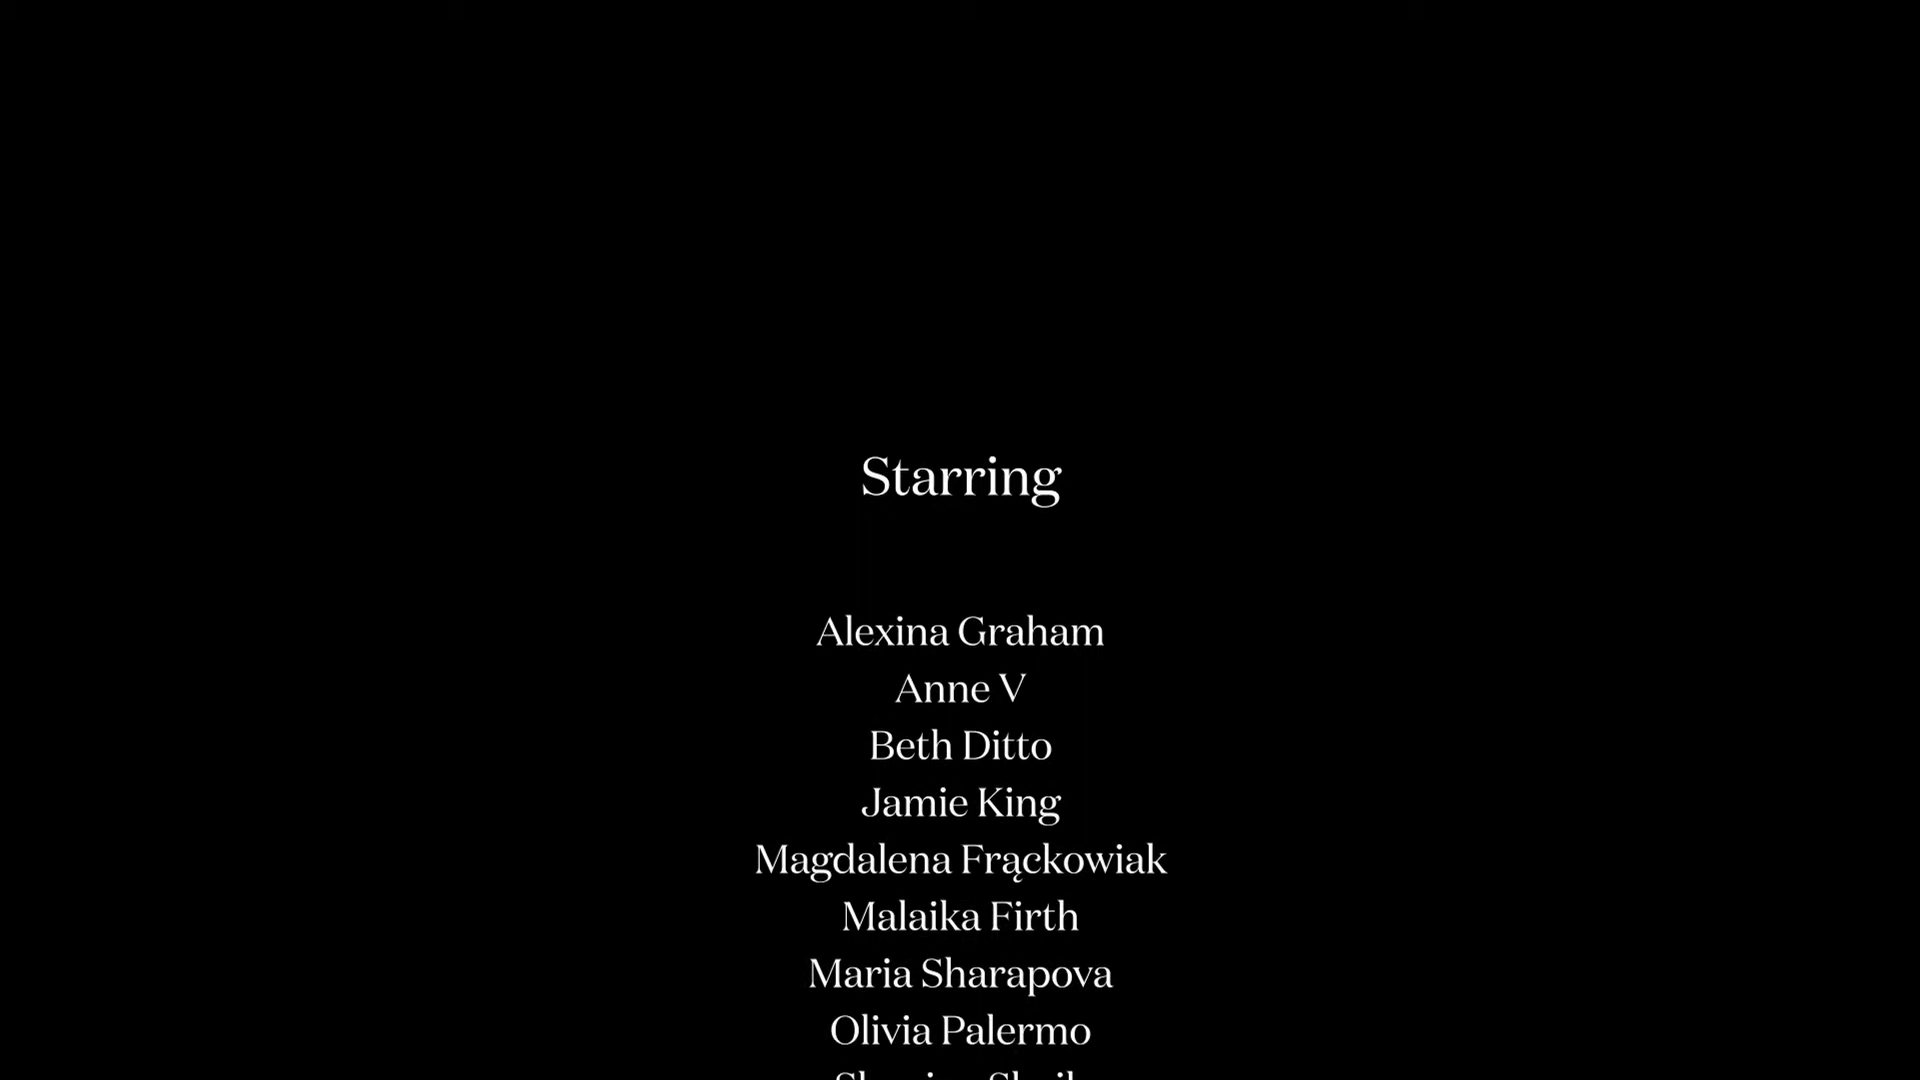 Starring
Alexina Graham
Anne V
Beth Ditto
Jamie King
Magdalena Frąckowiak
Malaika Firth
Maria Sharapova
Olivia Palermo